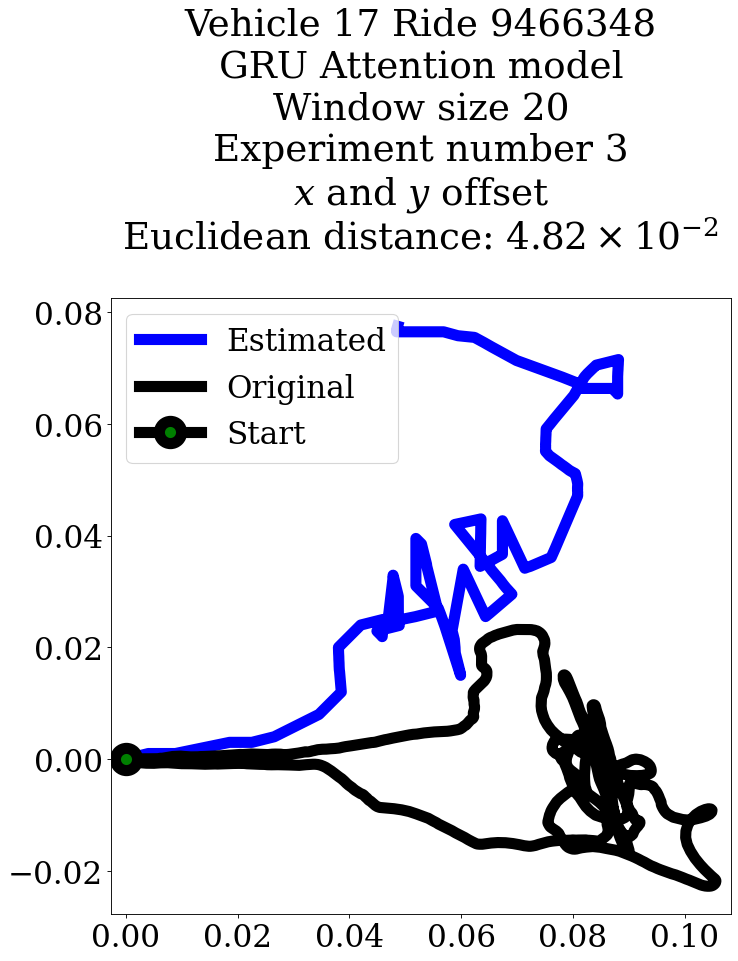 Vehicle 17 Ride 9466348
GRU Attention model
Window size 20
Experiment number 3
x and y offset
Euclidean distance: 4.82 × 10⁻²
Estimated
Original
Start
0.08
0.06
0.04
0.02
0.00
−0.02
0.00 0.02 0.04 0.06 0.08 0.10